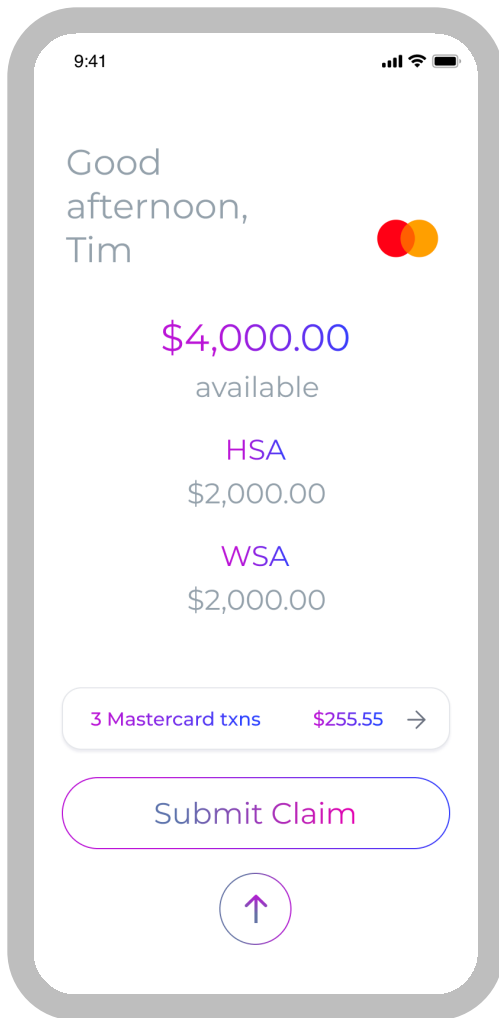 9:41
Good
afternoon,
Tim
$4,000.00
available
HSA
$2,000.00
WSA
$2,000.00
3 Mastercard txns $255.55
Submit Claim